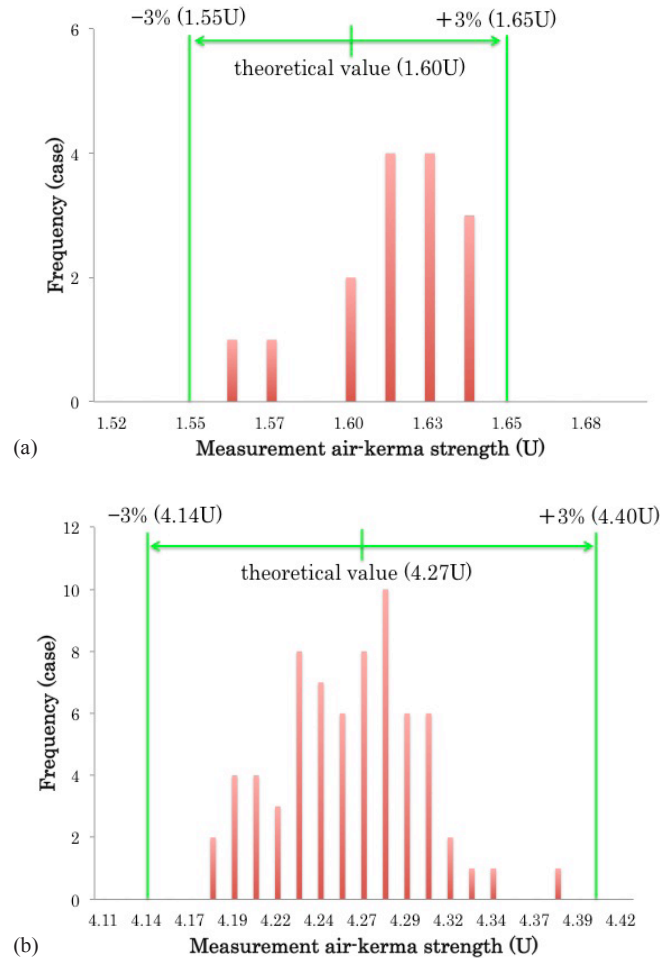 −3% (1.55U)
+3% (1.65U)
theoretical value (1.60U)
Frequency (case)
6
4
2
0
1.52 1.55 1.57 1.60 1.63 1.65 1.68
Measurement air-kerma strength (U)
(a)
−3% (4.14U)
+3% (4.40U)
theoretical value (4.27U)
Frequency (case)
12
10
8
6
4
2
0
4.11 4.14 4.17 4.19 4.22 4.24 4.27 4.29 4.32 4.34 4.37 4.39 4.42
Measurement air-kerma strength (U)
(b)